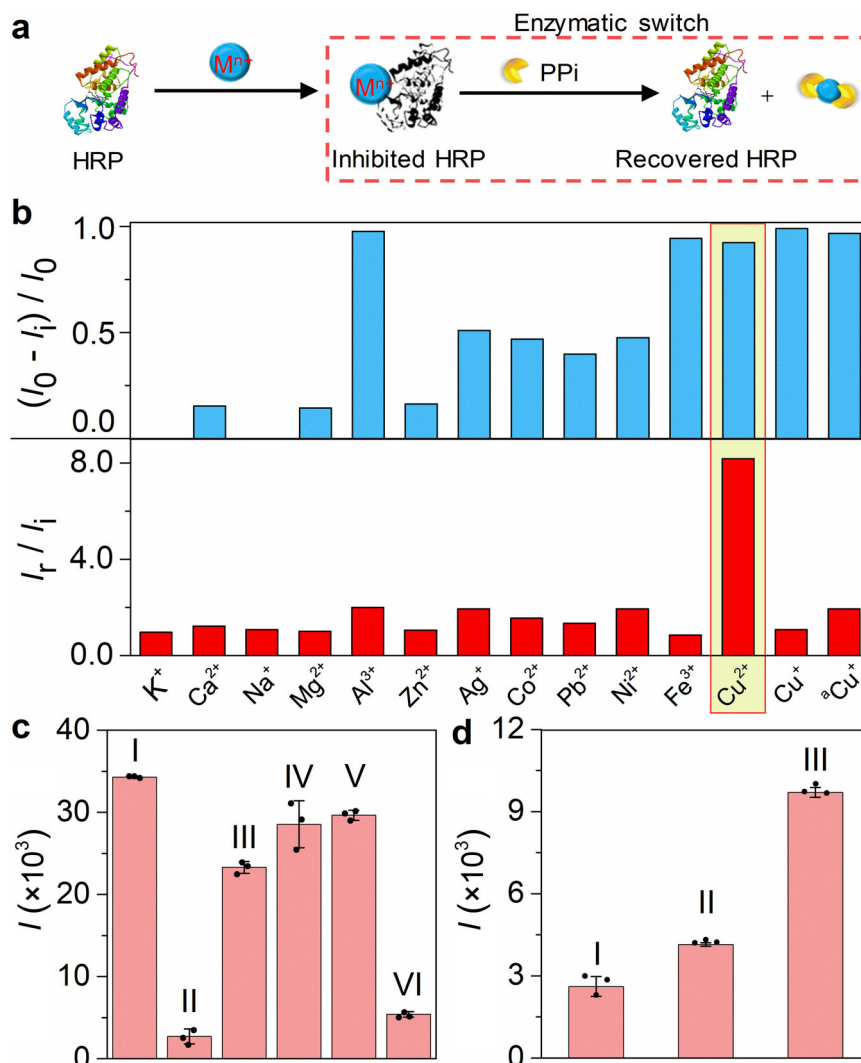 a
Enzymatic switch
Mⁿ⁺
Mⁿ⁺
PPi
+
HRP
Inhibited HRP
Recovered HRP
b
1.0
0.5
0.0
(I₀ - Iᵢ) / I₀
8.0
4.0
0.0
Iᵣ / Iᵢ
K⁺
Ca²⁺
Na⁺
Mg²⁺
Al³⁺
Zn²⁺
Ag⁺
Co²⁺
Pb²⁺
Ni²⁺
Fe³⁺
Cu²⁺
Cu⁺
ᵃCu⁺
c
40
30
20
10
0
I (×10³)
I
II
III
IV
V
VI
d
12
9
6
3
0
I (×10³)
I
II
III